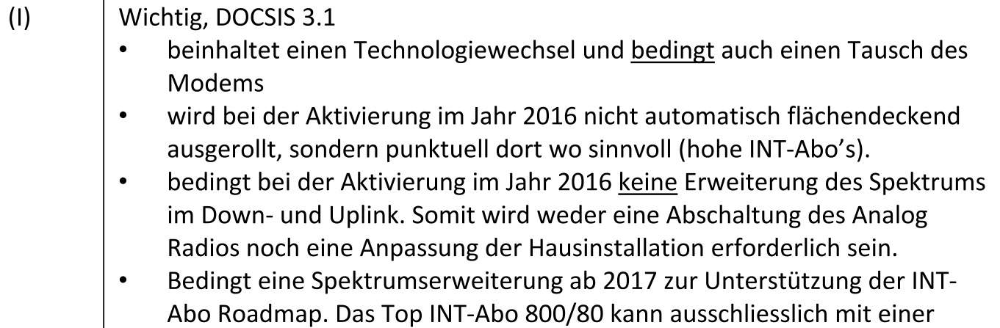 (I) Wichtig, DOCSIS 3.1
• beinhaltet einen Technologiewechsel und bedingt auch einen Tausch des
Modems
• wird bei der Aktivierung im Jahr 2016 nicht automatisch flächendeckend
ausgerollt, sondern punktuell dort wo sinnvoll (hohe INT-Abo’s).
• bedingt bei der Aktivierung im Jahr 2016 keine Erweiterung des Spektrums
im Down- und Uplink. Somit wird weder eine Abschaltung des Analog
Radios noch eine Anpassung der Hausinstallation erforderlich sein.
• Bedingt eine Spektrumserweiterung ab 2017 zur Unterstützung der INT-
Abo Roadmap. Das Top INT-Abo 800/80 kann ausschliesslich mit einer